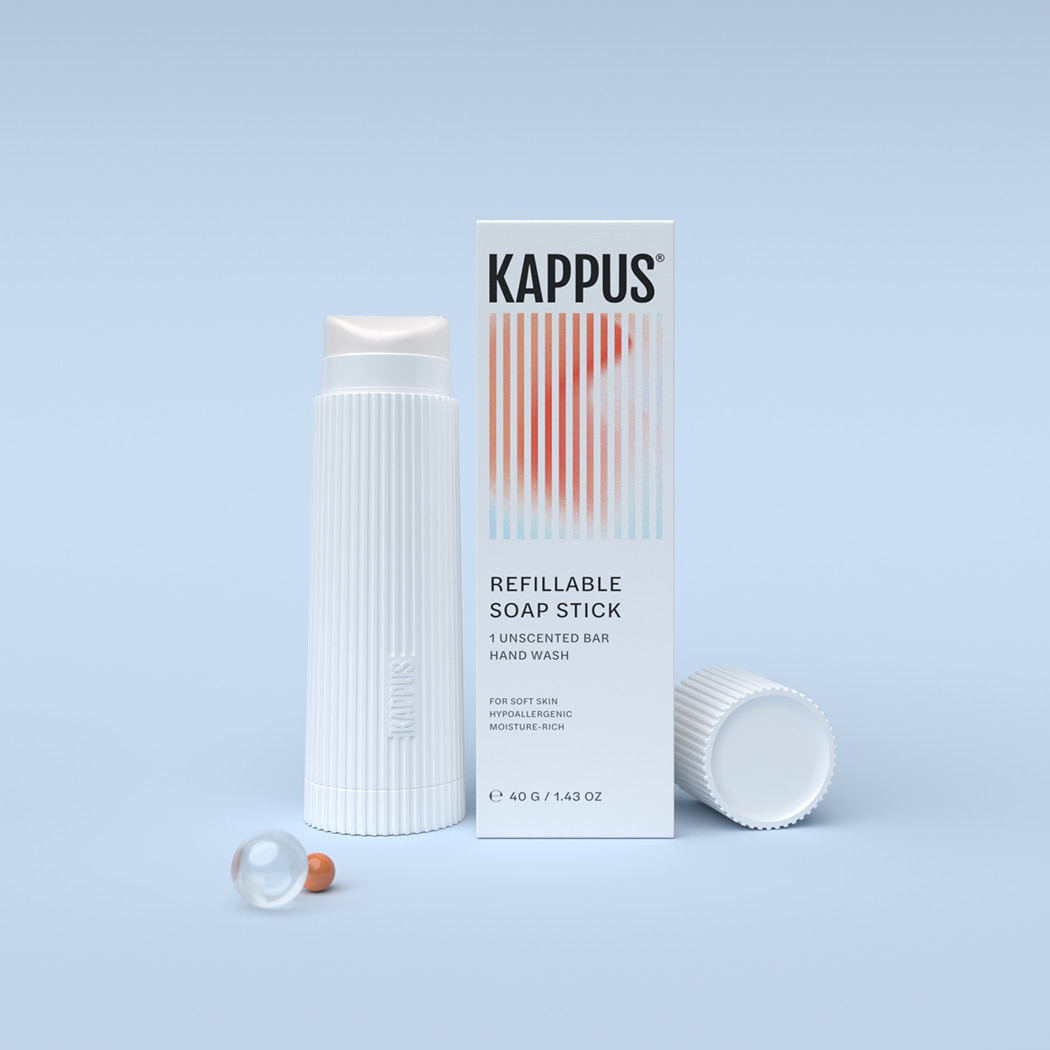 KAPPUS®
REFILLABLE
SOAP STICK
1 UNSCENTED BAR
HAND WASH
FOR SOFT SKIN
HYPOALLERGENIC
MOISTURE-RICH
℮ 40 G / 1.43 OZ
KAPPUS